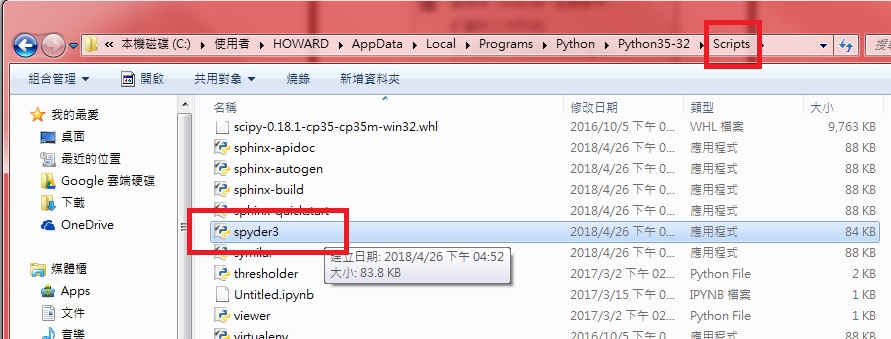 本機磁碟 (C:) 使用者 HOWARD AppData Local Programs Python Python35-32 Scripts
組合管理 開啟 共用對象 燒錄 新增資料夾
我的最愛
桌面
最近的位置
Google 雲端硬碟
下載
OneDrive
媒體櫃
Apps
文件
音樂
名稱 修改日期 類型 大小
scipy-0.18.1-cp35-cp35m-win32.whl 2016/10/5 下午 0... WHL 檔案 9,763 KB
sphinx-apidoc 2018/4/26 下午 0... 應用程式 88 KB
sphinx-autogen 2018/4/26 下午 0... 應用程式 88 KB
sphinx-build 2018/4/26 下午 0... 應用程式 88 KB
sphinx-quickstart 2018/4/26 下午 0... 應用程式 88 KB
spyder3 2018/4/26 下午 0... 應用程式 84 KB
symilar 2018/4/26 下午 0... 應用程式 88 KB
建立日期: 2018/4/26 下午 04:52
大小: 83.8 KB
thresholder 2017/3/2 下午 02... Python File 2 KB
Untitled.ipynb 2017/3/15 下午 0... IPYNB 檔案 1 KB
viewer 2017/3/2 下午 02... Python File 2 KB
virtualenv 2016/10/5 下午 0... 應用程式 88 KB